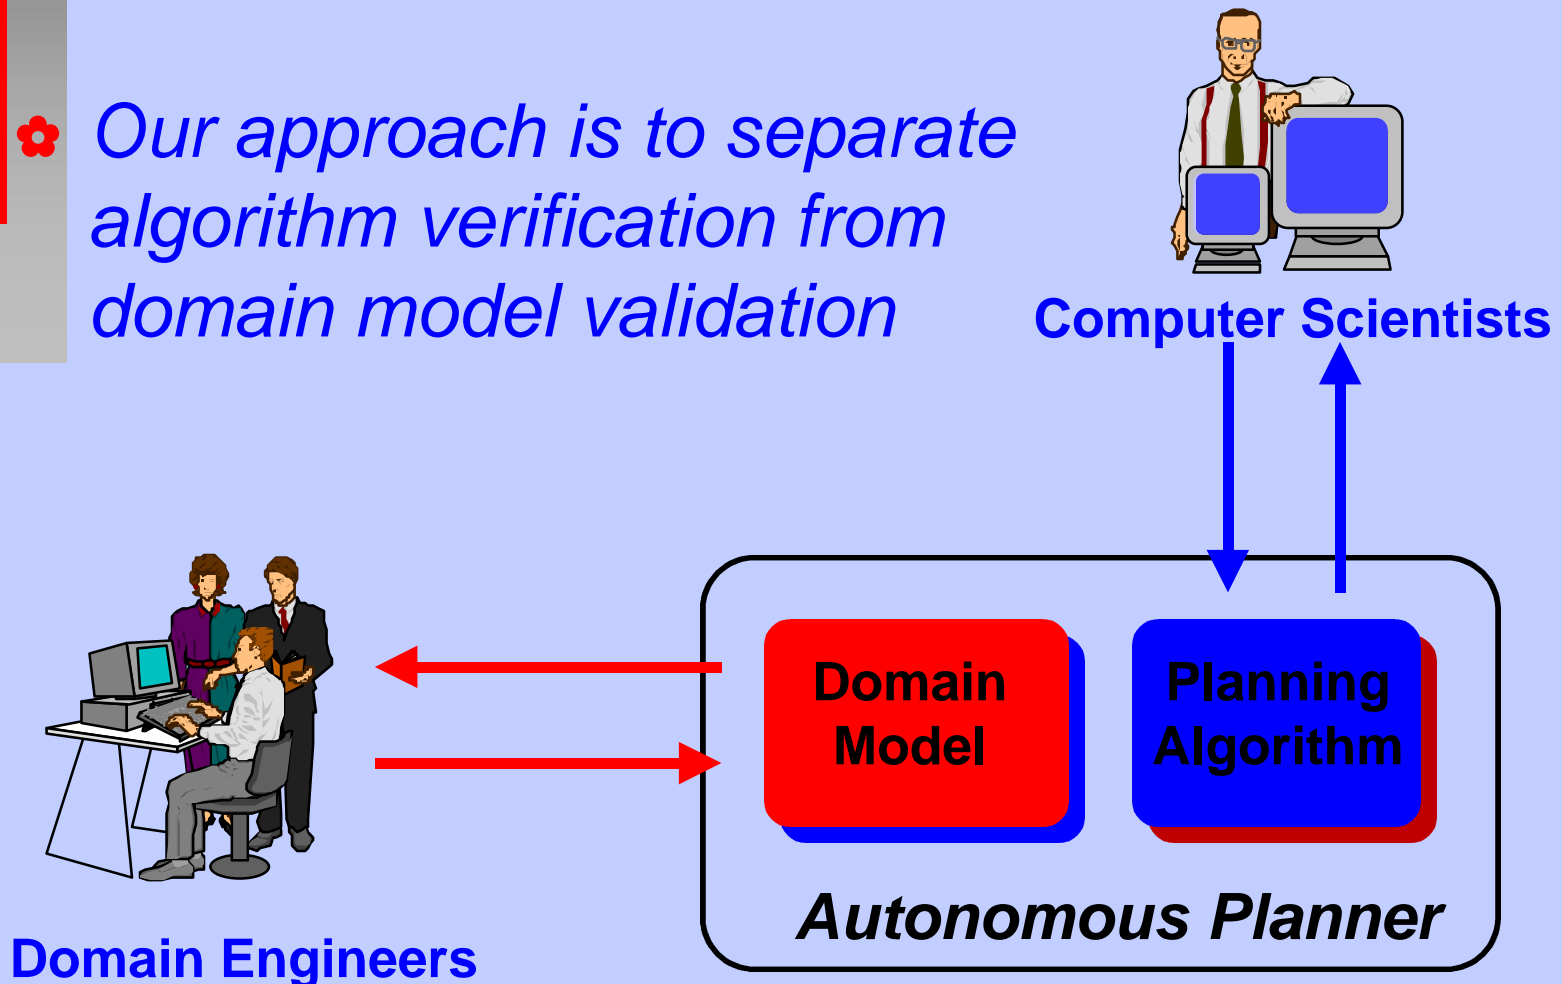 Our approach is to separate
algorithm verification from
domain model validation
Computer Scientists
Domain
Model
Planning
Algorithm
Autonomous Planner
Domain Engineers